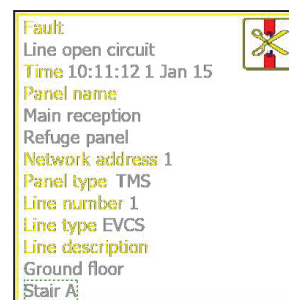 Fault
Line open circuit
Time 10:11:12 1 Jan 15
Panel name
Main reception
Refuge panel
Network address 1
Panel type TMS
Line number 1
Line type EVCS
Line description
Ground floor
Stair A